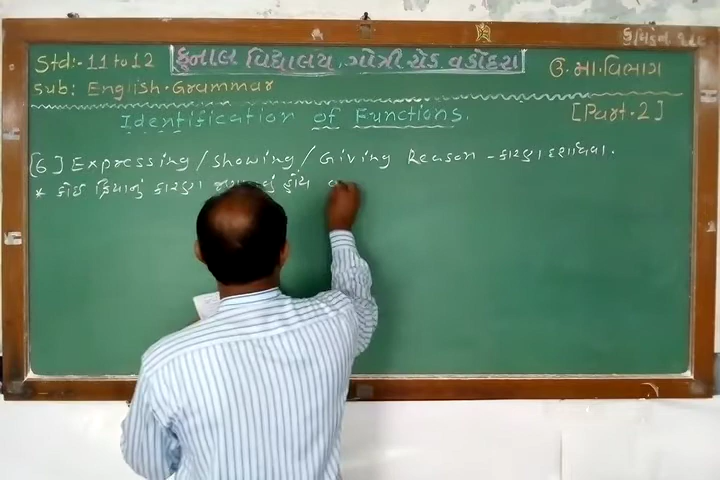 Std:- 11 to 12
કુનાલ વિદ્યાલય ગોત્રી રોડ વડોદરા
ઉ.મા.વિભાગ
Sub: English.Grammar
Identification of Functions.
[Part.2]
[6] Expressing/showing/Giving Reason - કારણ દર્શાવવા.
* કોઈ ક્રિયાનું કારણ હોય